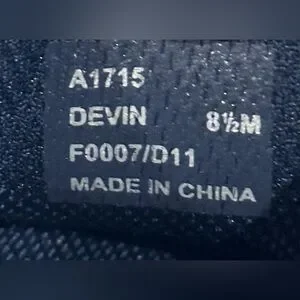 A1715
DEVIN 8½M
F0007/D11
MADE IN CHINA